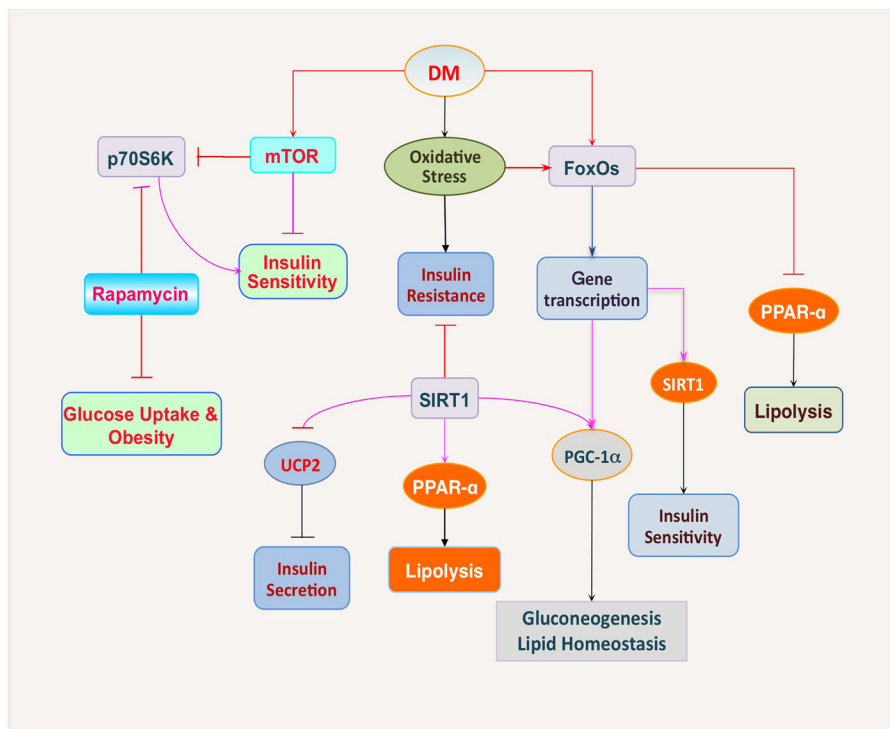 DM
p70S6K
mTOR
Oxidative
Stress
FoxOs
Insulin
Sensitivity
Insulin
Resistance
Gene
transcription
Rapamycin
PPAR-α
SIRT1
SIRT1
Lipolysis
Glucose Uptake &
Obesity
UCP2
PGC-1α
PPAR-α
Insulin
Sensitivity
Insulin
Secretion
Lipolysis
Gluconeogenesis
Lipid Homeostasis